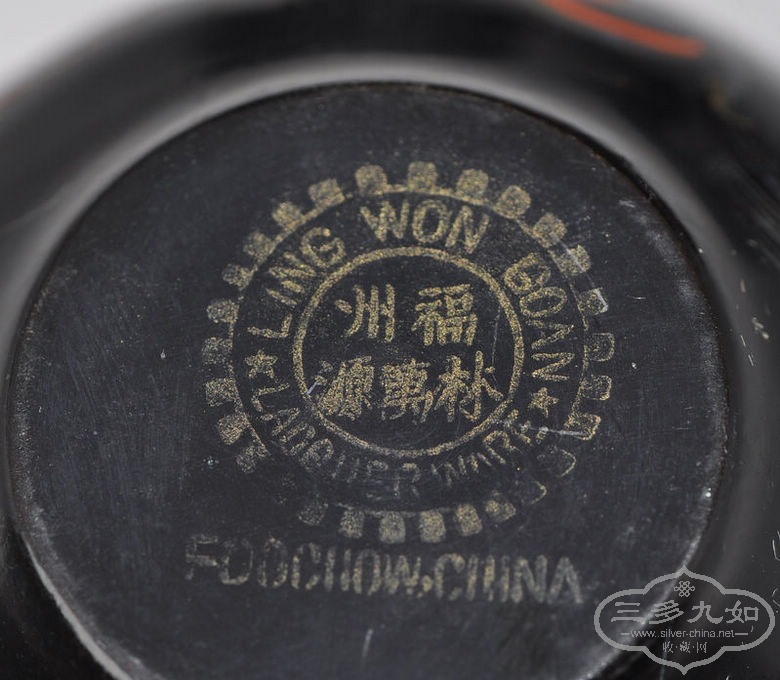 LING WON GOAN
福州
林源
LACQUER WARE
FOOCHOW.CHINA
三多九如
www.silver-china.net
收·藏·网